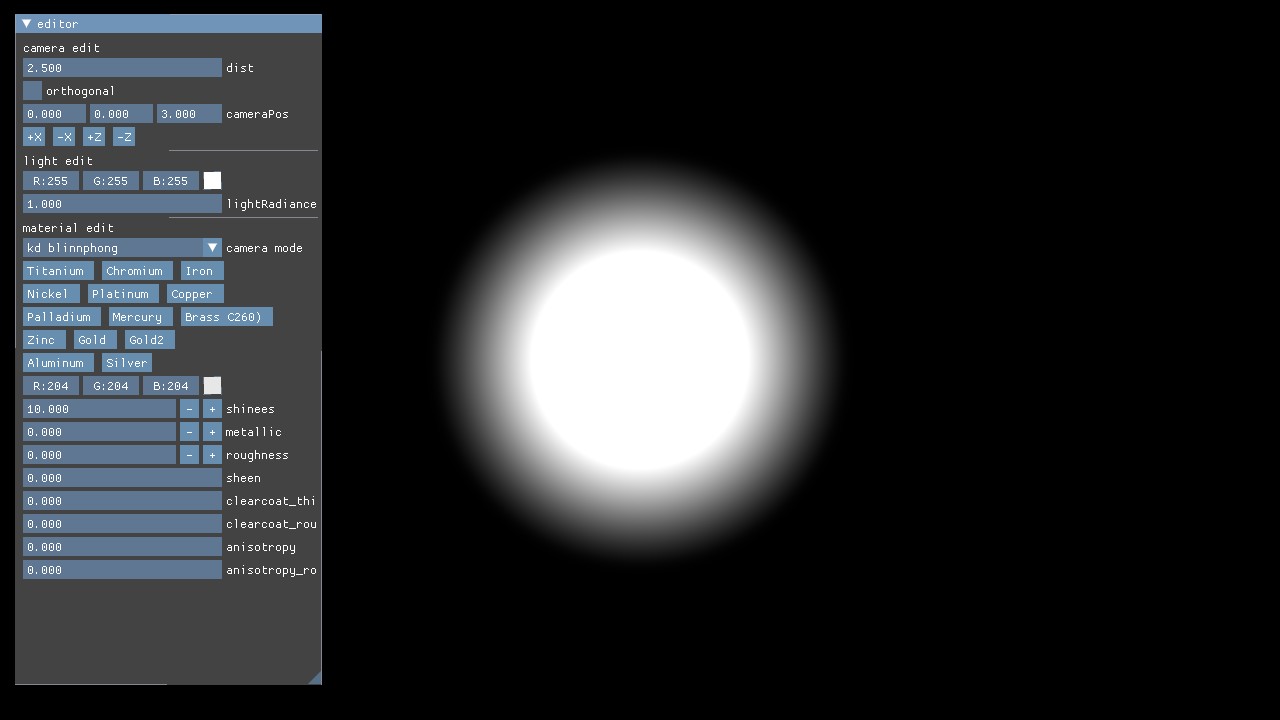 editor
camera edit
2.500 dist
orthogonal
0.000 0.000 3.000 cameraPos
+X -X +Z -Z
light edit
R:255 G:255 B:255
1.000 lightRadiance
material edit
kd blinnphong camera mode
Titanium Chromium Iron
Nickel Platinum Copper
Palladium Mercury Brass C260)
Zinc Gold Gold2
Aluminum Silver
R:204 G:204 B:204
10.000 - + shinees
0.000 - + metallic
0.000 - + roughness
0.000 sheen
0.000 clearcoat_thi
0.000 clearcoat_rou
0.000 anisotropy
0.000 anisotropy_ro